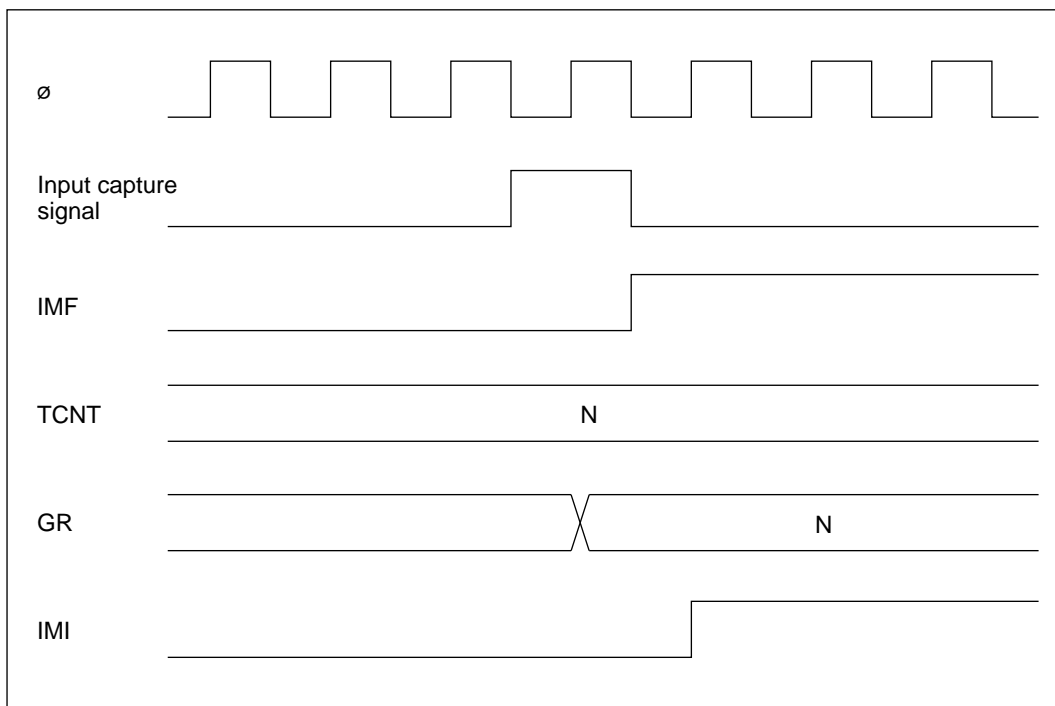 ø
Input capture
signal
IMF
TCNT
N
GR
N
IMI